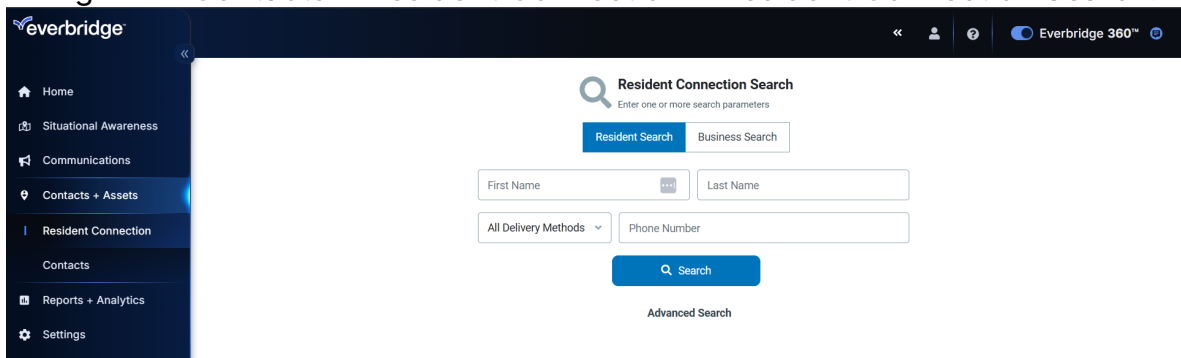 everbridge
Everbridge 360™
Home
Situational Awareness
Communications
Contacts + Assets
Resident Connection
Contacts
Reports + Analytics
Settings
Resident Connection Search
Enter one or more search parameters
Resident Search Business Search
First Name Last Name
All Delivery Methods Phone Number
Search
Advanced Search